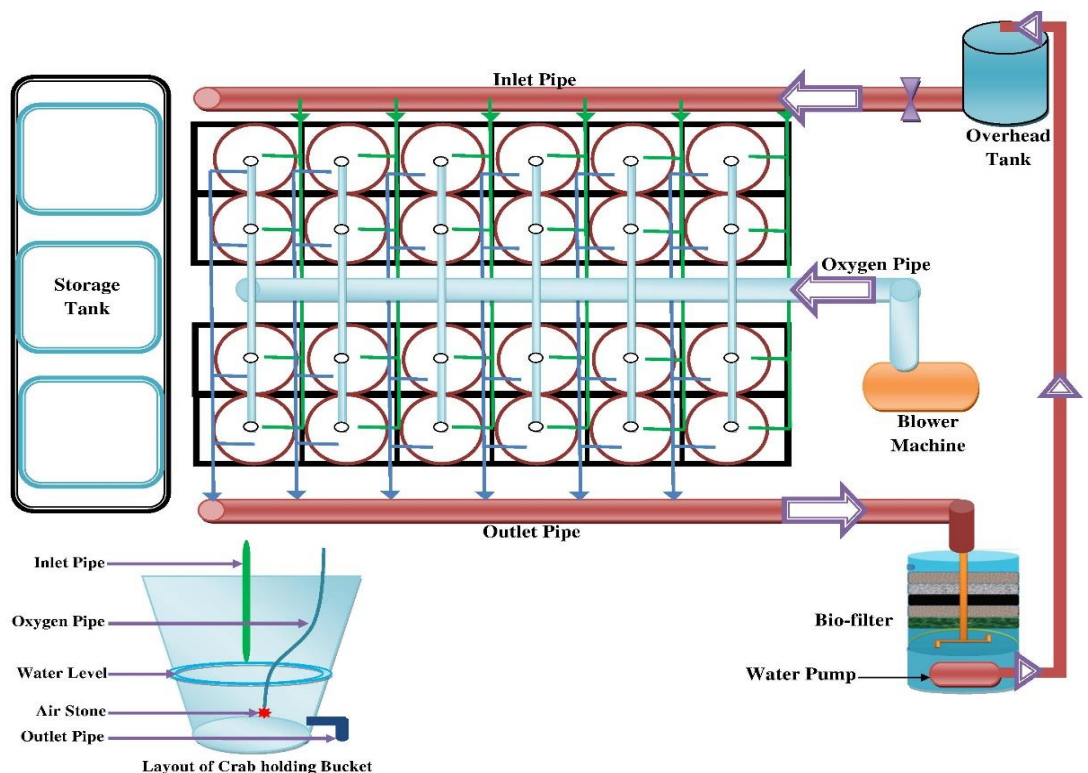 Inlet Pipe
Overhead
Tank
Storage
Tank
Oxygen Pipe
Blower
Machine
Outlet Pipe
Bio-filter
Water Pump
Inlet Pipe
Oxygen Pipe
Water Level
Air Stone
Outlet Pipe
Layout of Crab holding Bucket